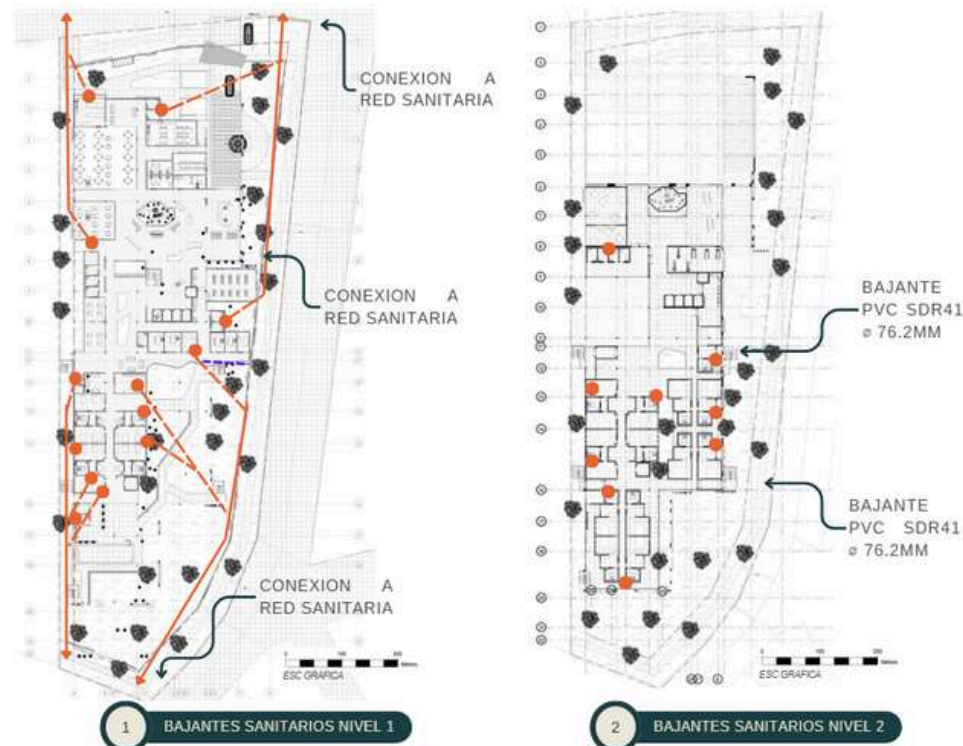 CONEXION A
RED SANITARIA
CONEXION A
RED SANITARIA
CONEXION A
RED SANITARIA
ESC GRAFICA
1 BAJANTES SANITARIOS NIVEL 1
BAJANTE
PVC SDR41
ø 76.2MM
BAJANTE
PVC SDR41
ø 76.2MM
ESC GRAFICA
2 BAJANTES SANITARIOS NIVEL 2